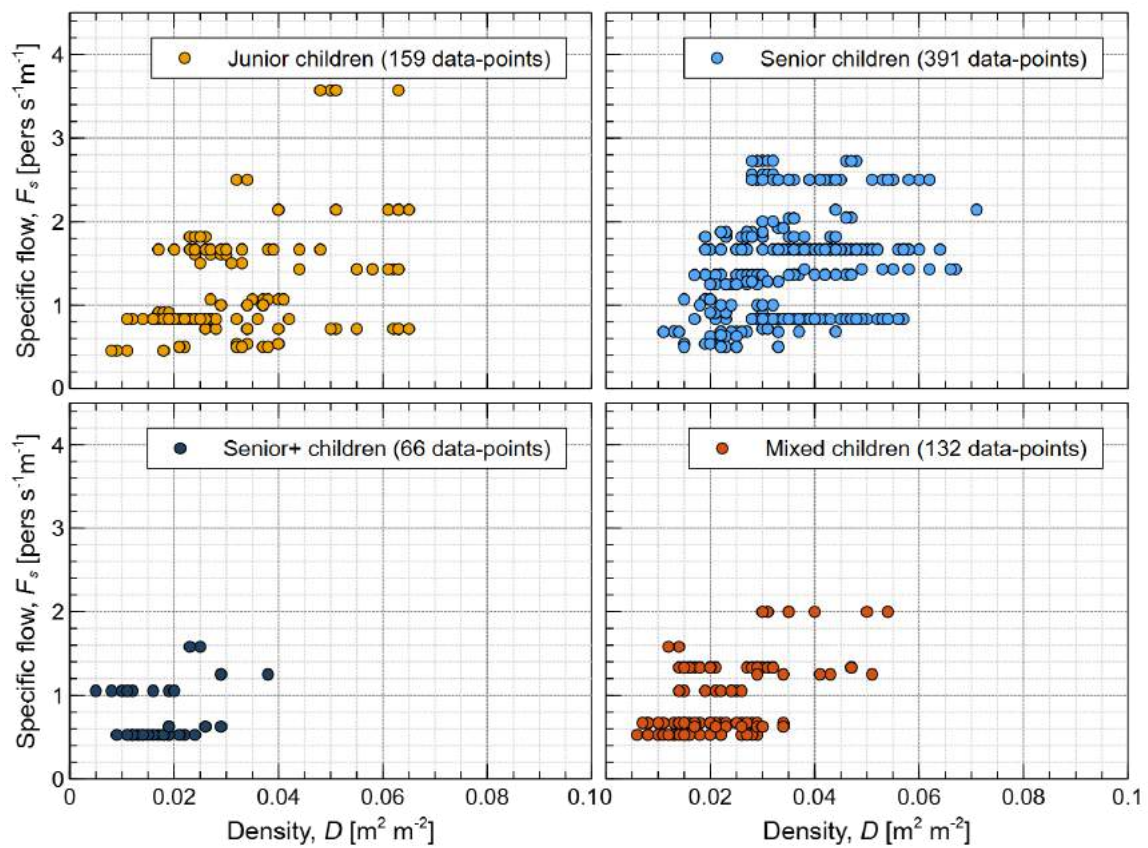 Junior children (159 data-points)
Senior children (391 data-points)
Specific flow, Fₛ [pers s⁻¹m⁻¹]
4
3
2
1
0
Senior+ children (66 data-points)
Mixed children (132 data-points)
Specific flow, Fₛ [pers s⁻¹m⁻¹]
4
3
2
1
0
0 0.02 0.04 0.06 0.08 0.10 0.02 0.04 0.06 0.08 0.1
Density, D [m² m⁻²] Density, D [m² m⁻²]